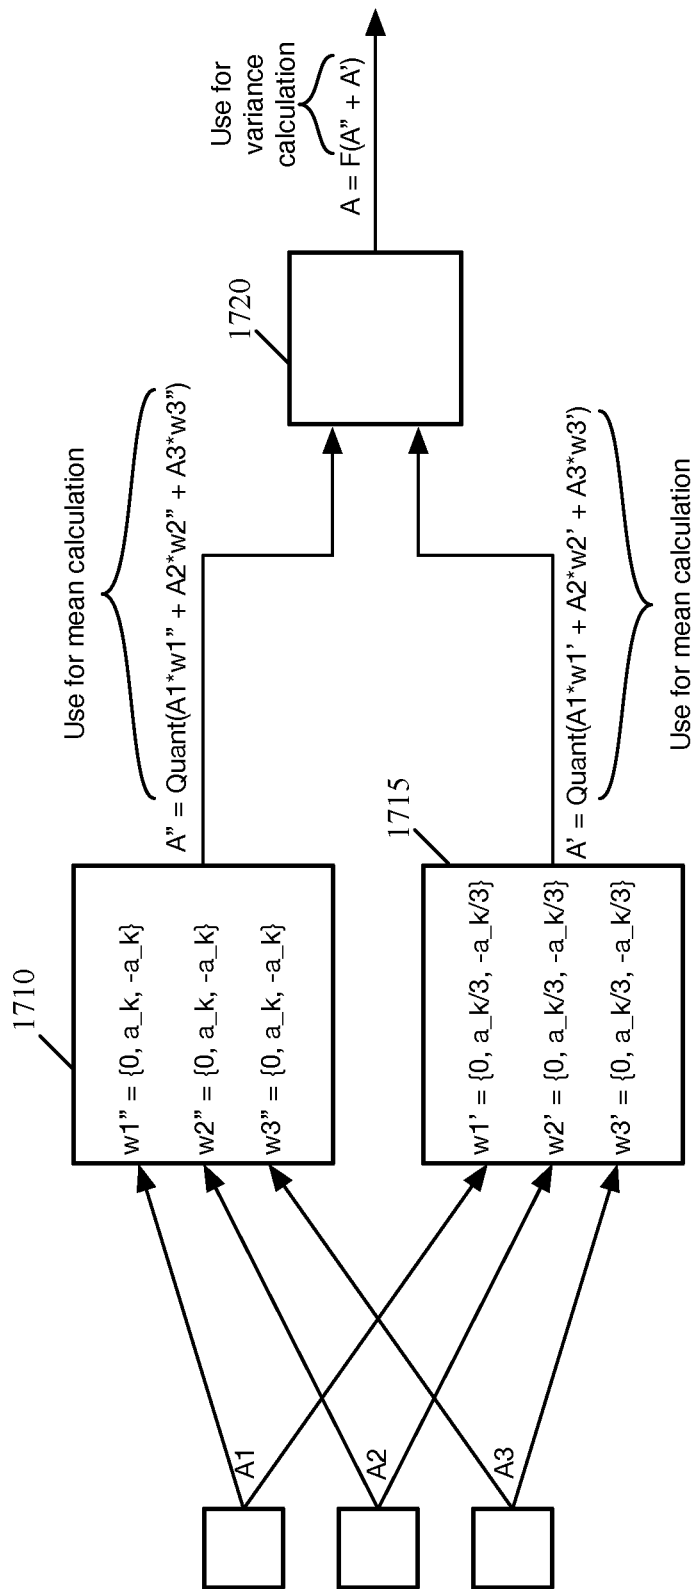 A1
A2
A3
1710
w1” = {0, a_k, -a_k}
w2” = {0, a_k, -a_k}
w3” = {0, a_k, -a_k}
1715
w1’ = {0, a_k/3, -a_k/3}
w2’ = {0, a_k/3, -a_k/3}
w3’ = {0, a_k/3, -a_k/3}
Use for mean calculation
A” = Quant(A1*w1” + A2*w2” + A3*w3”)
A’ = Quant(A1*w1’ + A2*w2’ + A3*w3’)
Use for mean calculation
1720
Use for
variance
calculation
A = F(A” + A’)